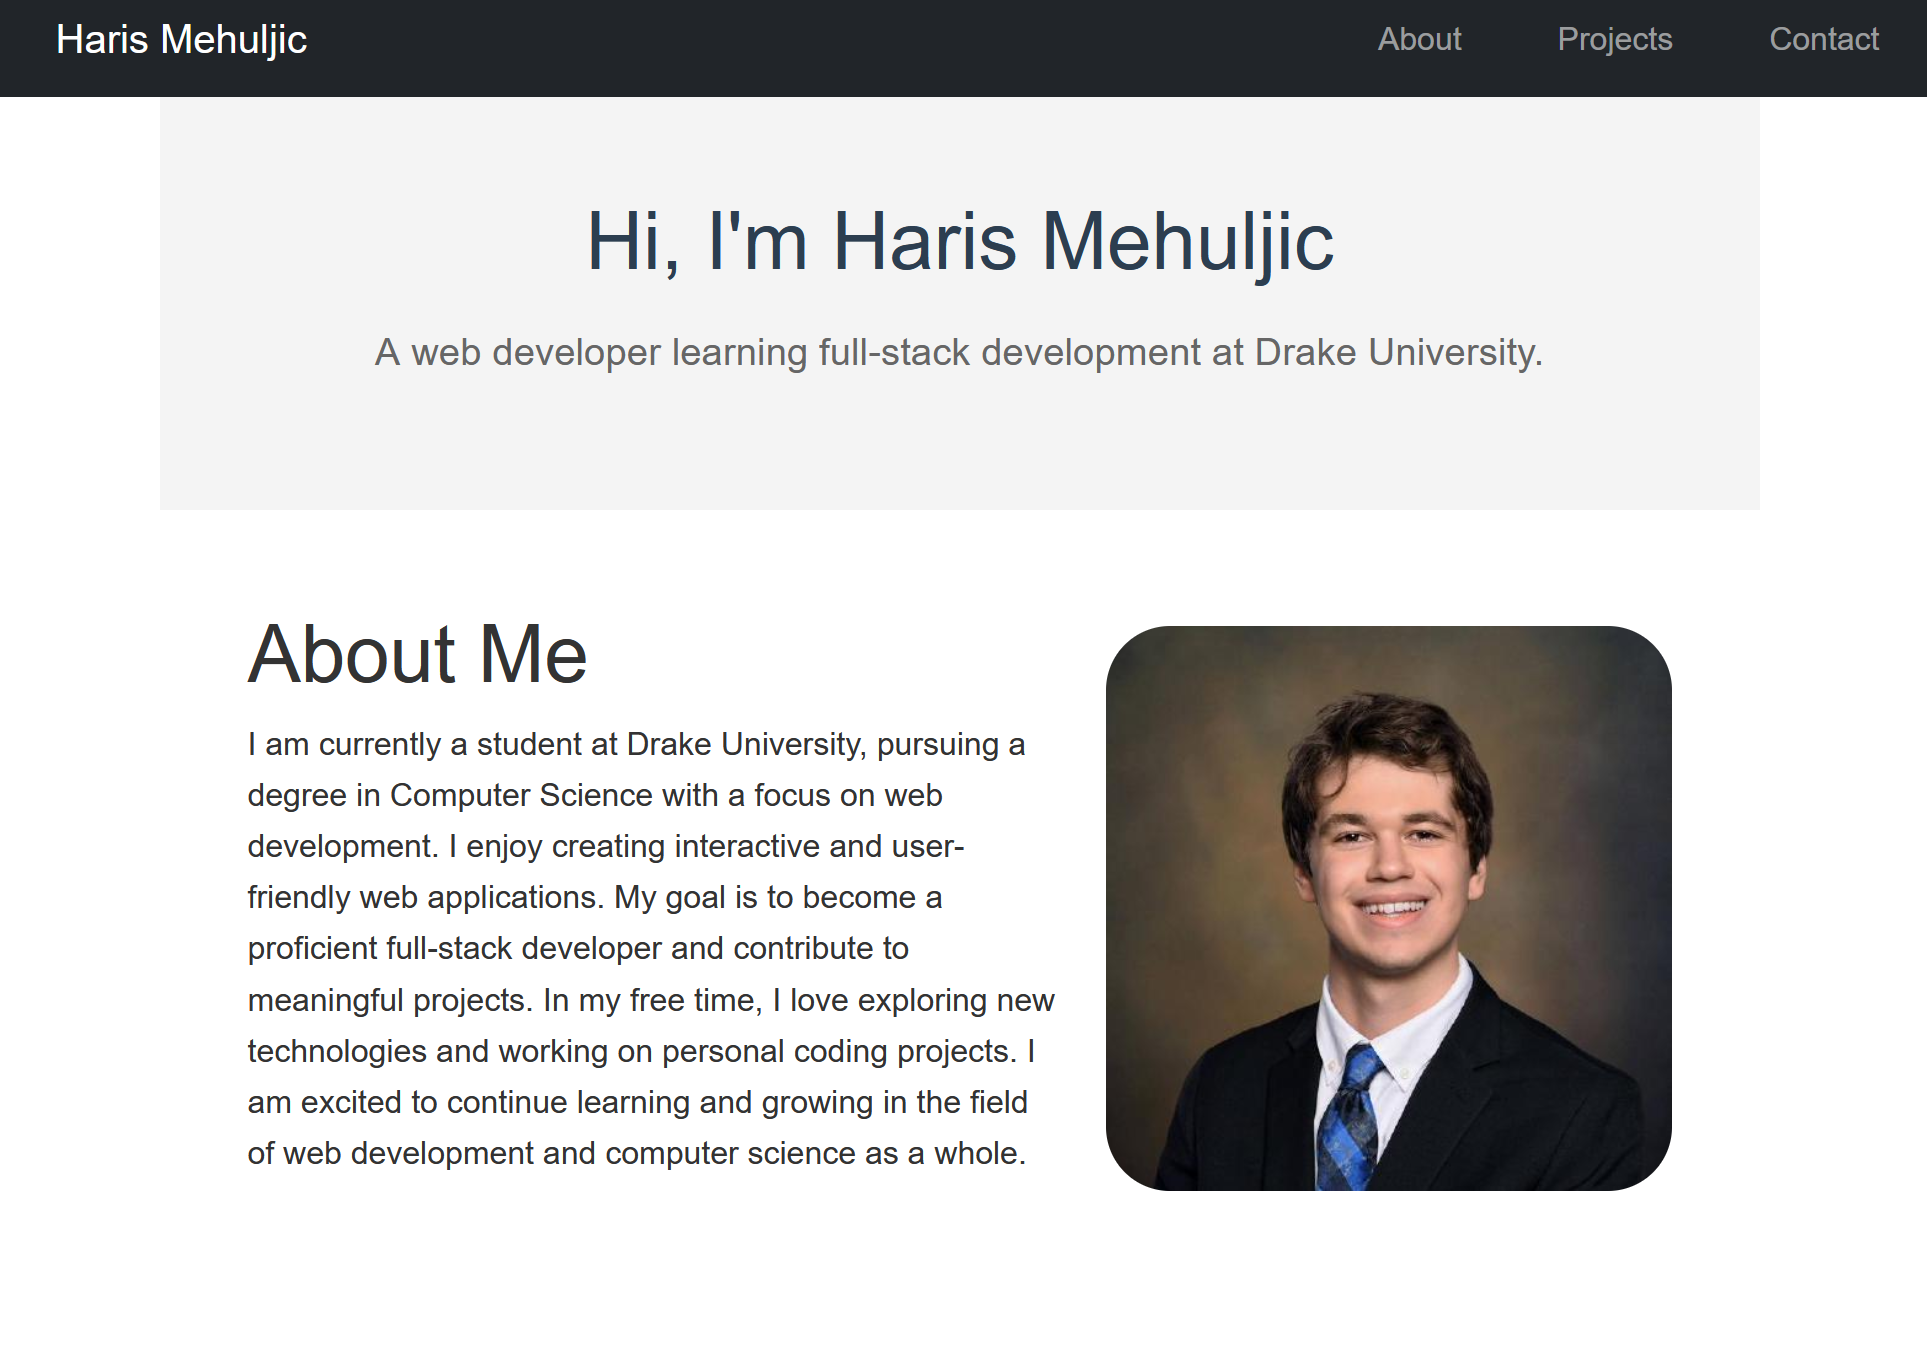 Haris Mehuljic
About
Projects
Contact
Hi, I'm Haris Mehuljic
A web developer learning full-stack development at Drake University.
About Me
I am currently a student at Drake University, pursuing a
degree in Computer Science with a focus on web
development. I enjoy creating interactive and user-
friendly web applications. My goal is to become a
proficient full-stack developer and contribute to
meaningful projects. In my free time, I love exploring new
technologies and working on personal coding projects. I
am excited to continue learning and growing in the field
of web development and computer science as a whole.